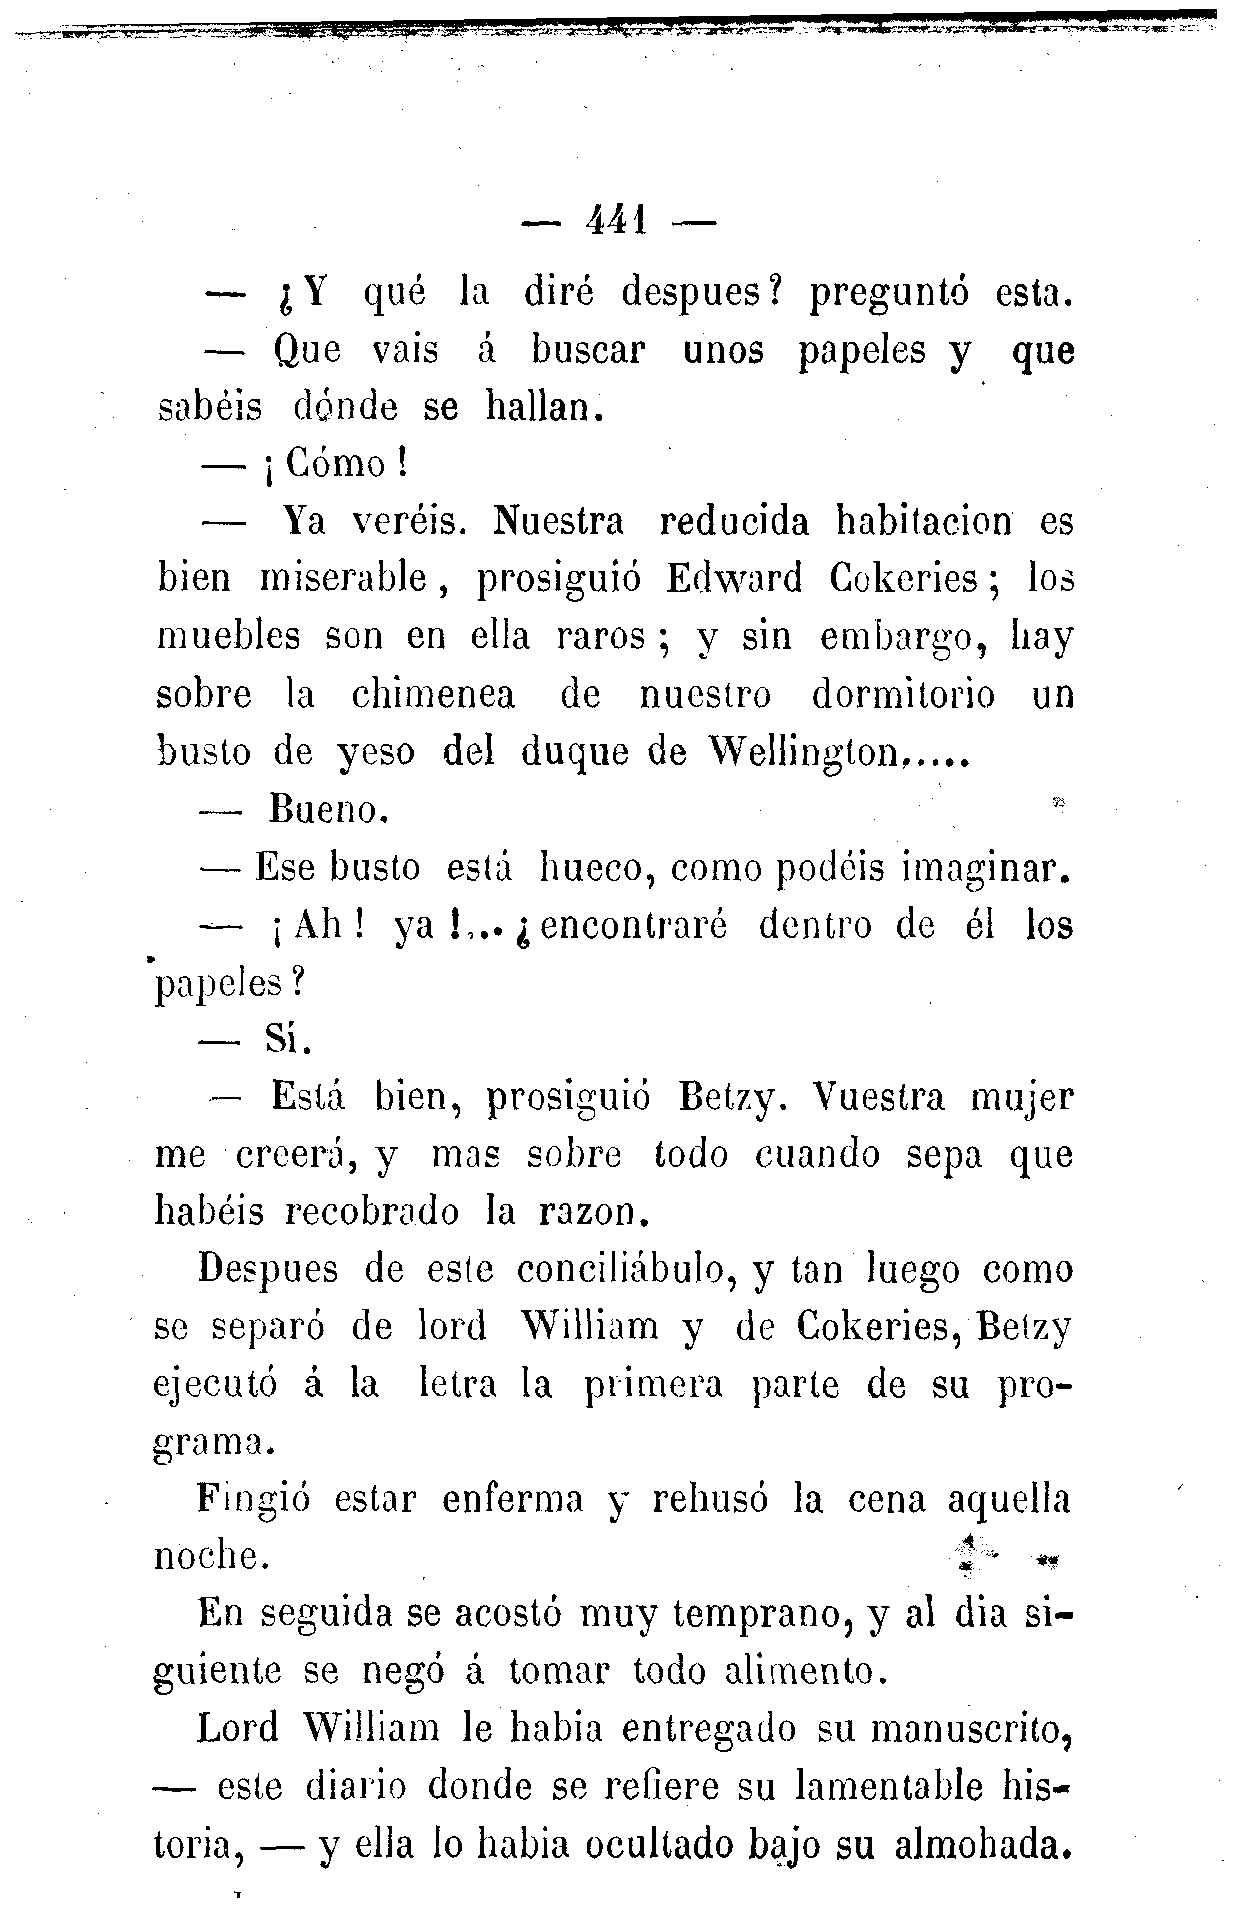 — 441 —
— ¿Y qué la diré despues? preguntó esta.
— Que vais á buscar unos papeles y que
sabéis dónde se hallan.
— ¡Cómo!
— Ya veréis. Nuestra reducida habitacion es
bien miserable, prosiguió Edward Cokeries; los
muebles son en ella raros; y sin embargo, hay
sobre la chimenea de nuestro dormitorio un
busto de yeso del duque de Wellington.....
— Bueno.
— Ese busto está hueco, como podéis imaginar.
— ¡Ah! ya!... ¿encontraré dentro de él los
papeles?
— Sí.
— Está bien, prosiguió Betzy. Vuestra mujer
me creerá, y mas sobre todo cuando sepa que
habéis recobrado la razon.
Despues de este conciliábulo, y tan luego como
se separó de lord William y de Cokeries, Betzy
ejecutó á la letra la primera parte de su pro-
grama.
Fingió estar enferma y rehusó la cena aquella
noche.
En seguida se acostó muy temprano, y al dia si-
guiente se negó á tomar todo alimento.
Lord William le habia entregado su manuscrito,
— este diario donde se refiere su lamentable his-
toria, — y ella lo habia ocultado bajo su almohada.